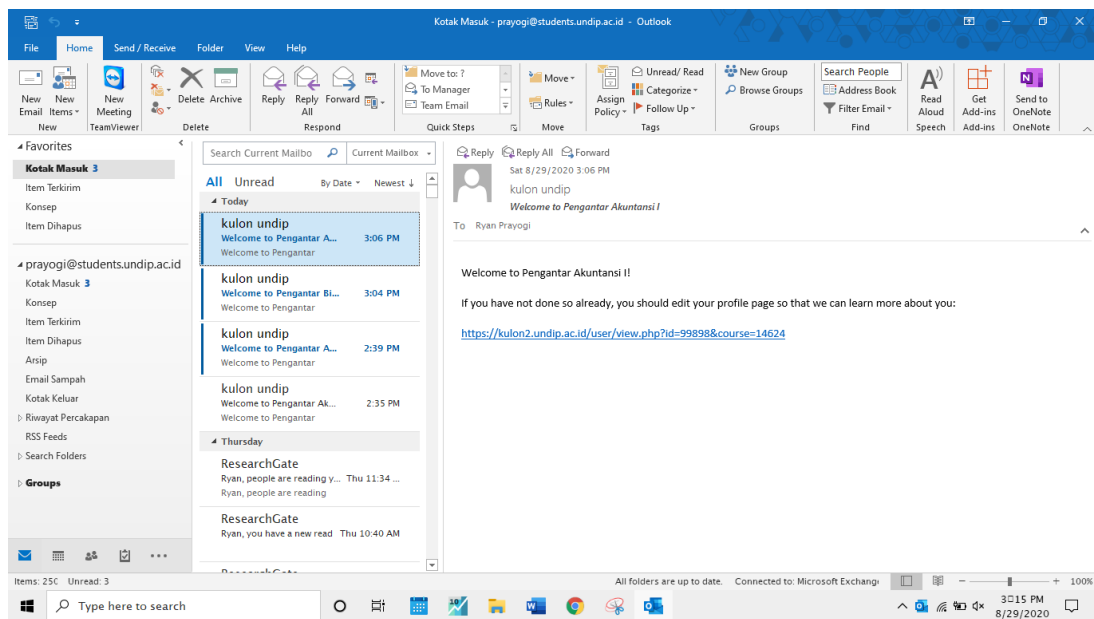 Kotak Masuk - prayogi@students.undip.ac.id - Outlook
File Home Send / Receive Folder View Help
New Email
New Items
New Meeting
Delete Archive
Reply
Reply All
Forward
Move to: ?
To Manager
Team Email
Move
Rules
Assign Policy
Unread/ Read
Categorize
Follow Up
New Group
Browse Groups
Search People
Address Book
Filter Email
Read Aloud
Get Add-ins
Send to OneNote
New TeamViewer Delete Respond Quick Steps Move Tags Groups Find Speech Add-ins OneNote
Favorites
Kotak Masuk 3
Item Terkirim
Konsep
Item Dihapus
prayogi@students.undip.ac.id
Kotak Masuk 3
Konsep
Item Terkirim
Item Dihapus
Arsip
Email Sampah
Kotak Keluar
Riwayat Percakapan
RSS Feeds
Search Folders
Groups
Search Current Mailbo Current Mailbox
All Unread By Date Newest ↓
Today
kulon undip
Welcome to Pengantar A... 3:06 PM
Welcome to Pengantar
kulon undip
Welcome to Pengantar Bi... 3:04 PM
Welcome to Pengantar
kulon undip
Welcome to Pengantar A... 2:39 PM
Welcome to Pengantar
kulon undip
Welcome to Pengantar Ak... 2:35 PM
Welcome to Pengantar
Thursday
ResearchGate
Ryan, people are reading y... Thu 11:34 ...
Ryan, people are reading
ResearchGate
Ryan, you have a new read Thu 10:40 AM
Reply Reply All Forward
Sat 8/29/2020 3:06 PM
kulon undip
Welcome to Pengantar Akuntansi I
To Ryan Prayogi
Welcome to Pengantar Akuntansi I!
If you have not done so already, you should edit your profile page so that we can learn more about you:
https://kulon2.undip.ac.id/user/view.php?id=99898&course=14624
Items: 25 Unread: 3 All folders are up to date. Connected to: Microsoft Exchang 100%
Type here to search
3□15 PM
8/29/2020